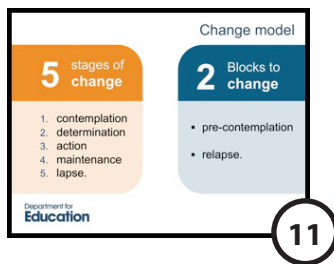 Change model
5 stages of
change
1. contemplation
2. determination
3. action
4. maintenance
5. lapse.
2 Blocks to
change
▪ pre-contemplation
▪ relapse.
Department for
Education
11